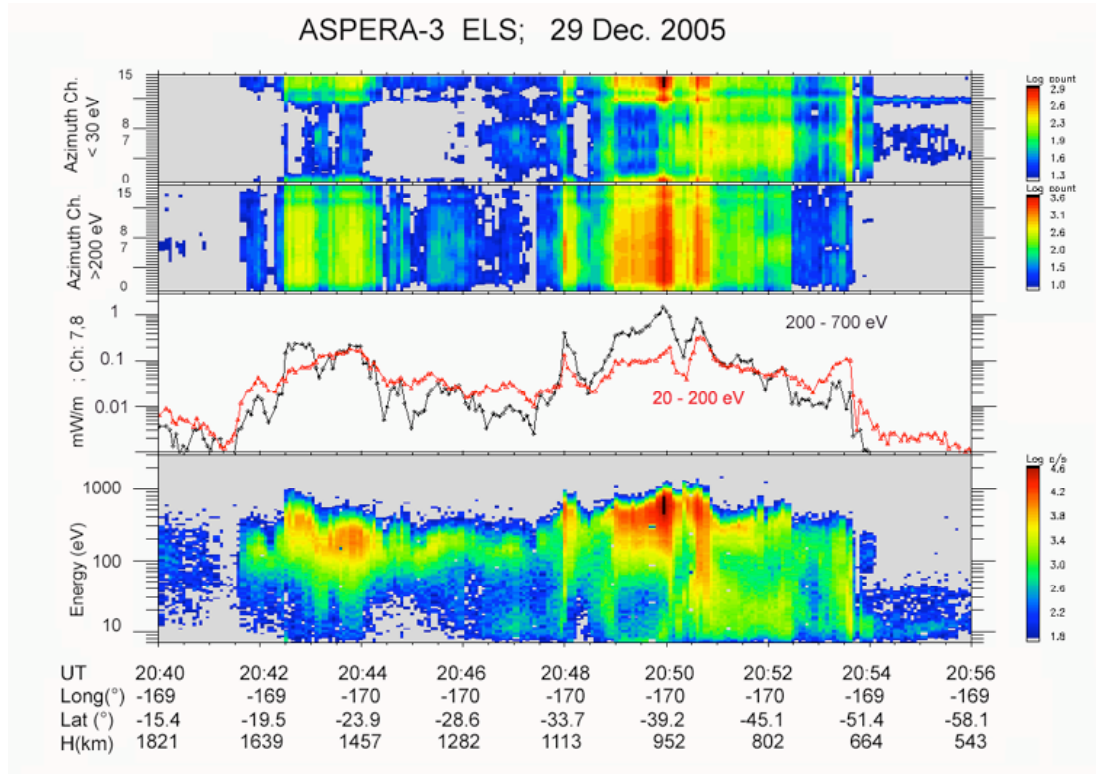 ASPERA-3 ELS; 29 Dec. 2005
Azimuth Ch.
< 30 eV
15
8
7
0
Log count
2.9
2.6
2.3
1.9
1.6
1.3
Azimuth Ch.
>200 eV
15
8
7
0
Log count
3.6
3.1
2.6
2.0
1.5
1.0
mW/m ; Ch: 7,8
1
0.1
0.01
200 - 700 eV
20 - 200 eV
Energy (eV)
1000
100
10
Log c/s
4.6
4.2
3.8
3.4
3.0
2.6
2.2
1.8
UT 20:40 20:42 20:44 20:46 20:48 20:50 20:52 20:54 20:56
Long(°) -169 -169 -170 -170 -170 -170 -170 -169 -169
Lat (°) -15.4 -19.5 -23.9 -28.6 -33.7 -39.2 -45.1 -51.4 -58.1
H(km) 1821 1639 1457 1282 1113 952 802 664 543